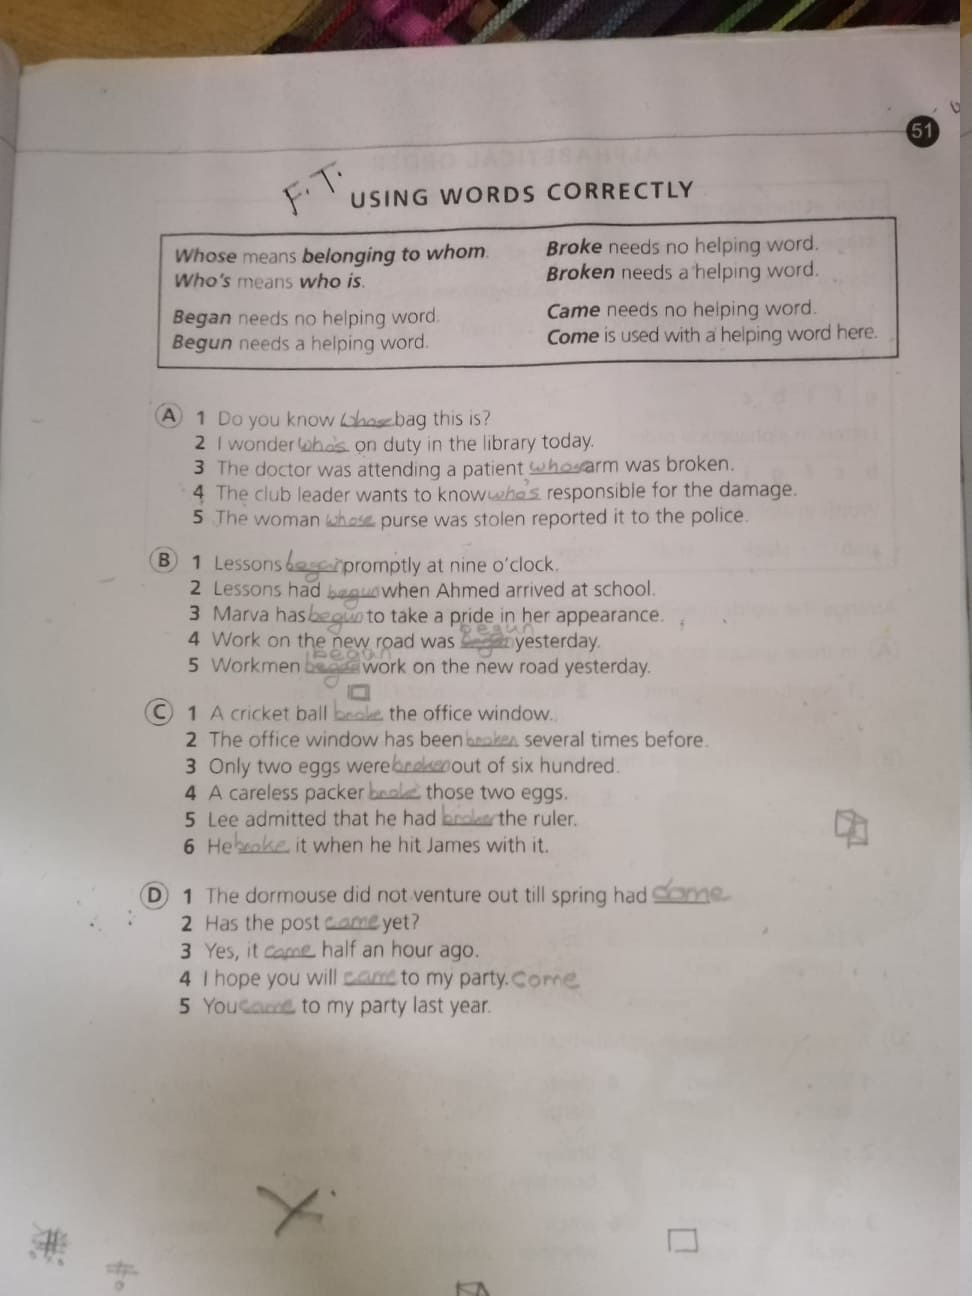 51
F.T.
USING WORDS CORRECTLY
Whose means belonging to whom.
Who's means who is.
Began needs no helping word.
Begun needs a helping word.
Broke needs no helping word.
Broken needs a helping word.
Came needs no helping word.
Come is used with a helping word here.
A 1 Do you know whose bag this is?
2 I wonder who's on duty in the library today.
3 The doctor was attending a patient whose arm was broken.
4 The club leader wants to know who's responsible for the damage.
5 The woman whose purse was stolen reported it to the police.
B 1 Lessons began promptly at nine o'clock.
2 Lessons had begun when Ahmed arrived at school.
3 Marva has begun to take a pride in her appearance.
begun
4 Work on the new road was yesterday.
begun
5 Workmen work on the new road yesterday.
C 1 A cricket ball broke the office window.
2 The office window has been broken several times before.
3 Only two eggs were broken out of six hundred.
4 A careless packer broke those two eggs.
5 Lee admitted that he had broken the ruler.
6 He broke it when he hit James with it.
D 1 The dormouse did not venture out till spring had come
2 Has the post came yet?
3 Yes, it came half an hour ago.
4 I hope you will came to my party. Come
5 You came to my party last year.